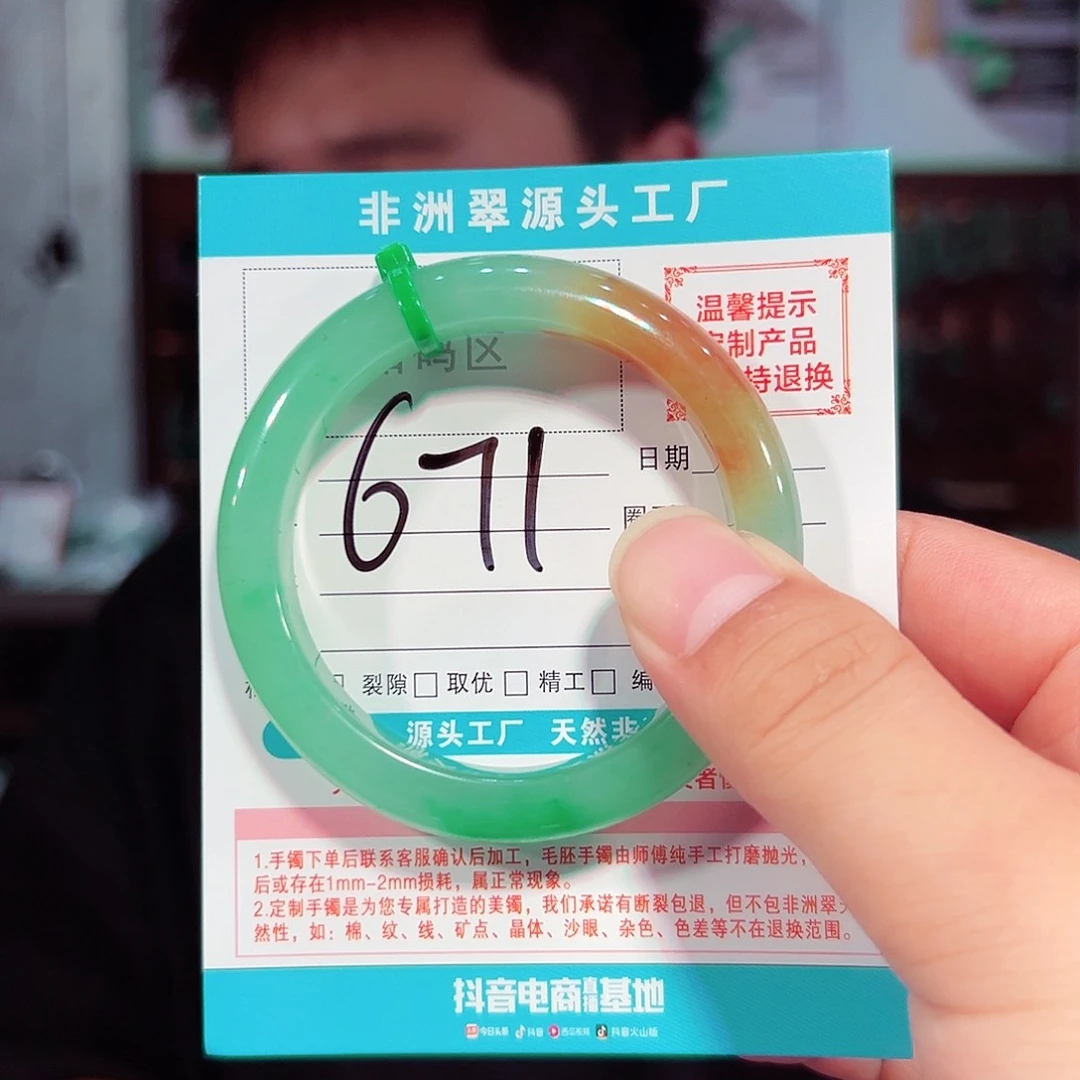 非洲翠源头工厂
温馨提示
制产品
持退换
码区
671
日期
圈
裂隙 取优 精工 编
源头工厂 天然非
1.手镯下单后联系客服确认后加工，毛胚手镯由师傅纯手工打磨抛光，
后或存在1mm-2mm损耗，属正常现象。
2.定制手镯是为您专属打造的美镯，我们承诺有断裂包退，但不包非洲翠天
然性，如：棉、纹、线、矿点、晶体、沙眼、杂色、色差等不在退换范围。
抖音电商直播基地
今日头条 抖音 西瓜视频 抖音火山版